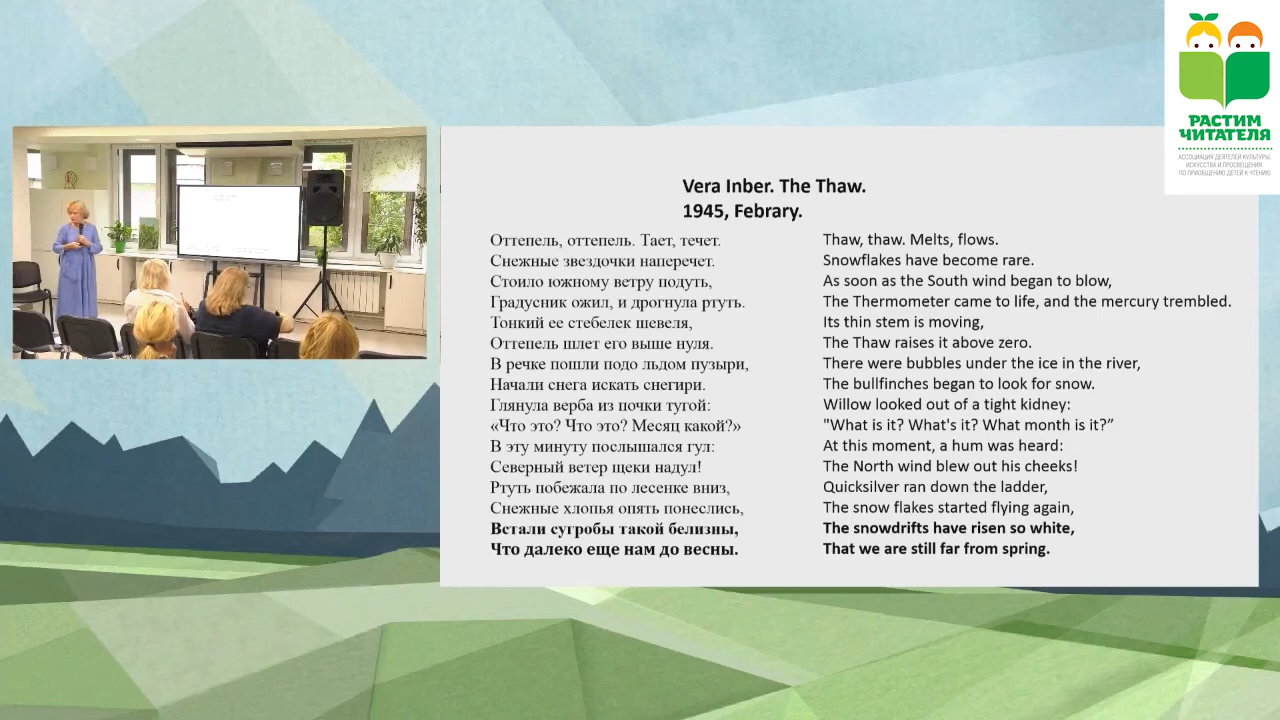 РАСТИМ
ЧИТАТЕЛЯ
АССОЦИАЦИЯ ДЕЯТЕЛЕЙ КУЛЬТУРЫ,
ИСКУССТВА И ПРОСВЕЩЕНИЯ
ПО ПРИОБЩЕНИЮ ДЕТЕЙ К ЧТЕНИЮ
Vera Inber. The Thaw.
1945, Febrary.
Оттепель, оттепель. Тает, течет.
Снежные звездочки наперечет.
Стоило южному ветру подуть,
Градусник ожил, и дрогнула ртуть.
Тонкий ее стебелек шевеля,
Оттепель шлет его выше нуля.
В речке пошли подо льдом пузыри,
Начали снега искать снегири.
Глянула верба из почки тугой:
«Что это? Что это? Месяц какой?»
В эту минуту послышался гул:
Северный ветер щеки надул!
Ртуть побежала по лесенке вниз,
Снежные хлопья опять понеслись,
Встали сугробы такой белизны,
Что далеко еще нам до весны.
Thaw, thaw. Melts, flows.
Snowflakes have become rare.
As soon as the South wind began to blow,
The Thermometer came to life, and the mercury trembled.
Its thin stem is moving,
The Thaw raises it above zero.
There were bubbles under the ice in the river,
The bullfinches began to look for snow.
Willow looked out of a tight kidney:
"What is it? What's it? What month is it?”
At this moment, a hum was heard:
The North wind blew out his cheeks!
Quicksilver ran down the ladder,
The snow flakes started flying again,
The snowdrifts have risen so white,
That we are still far from spring.